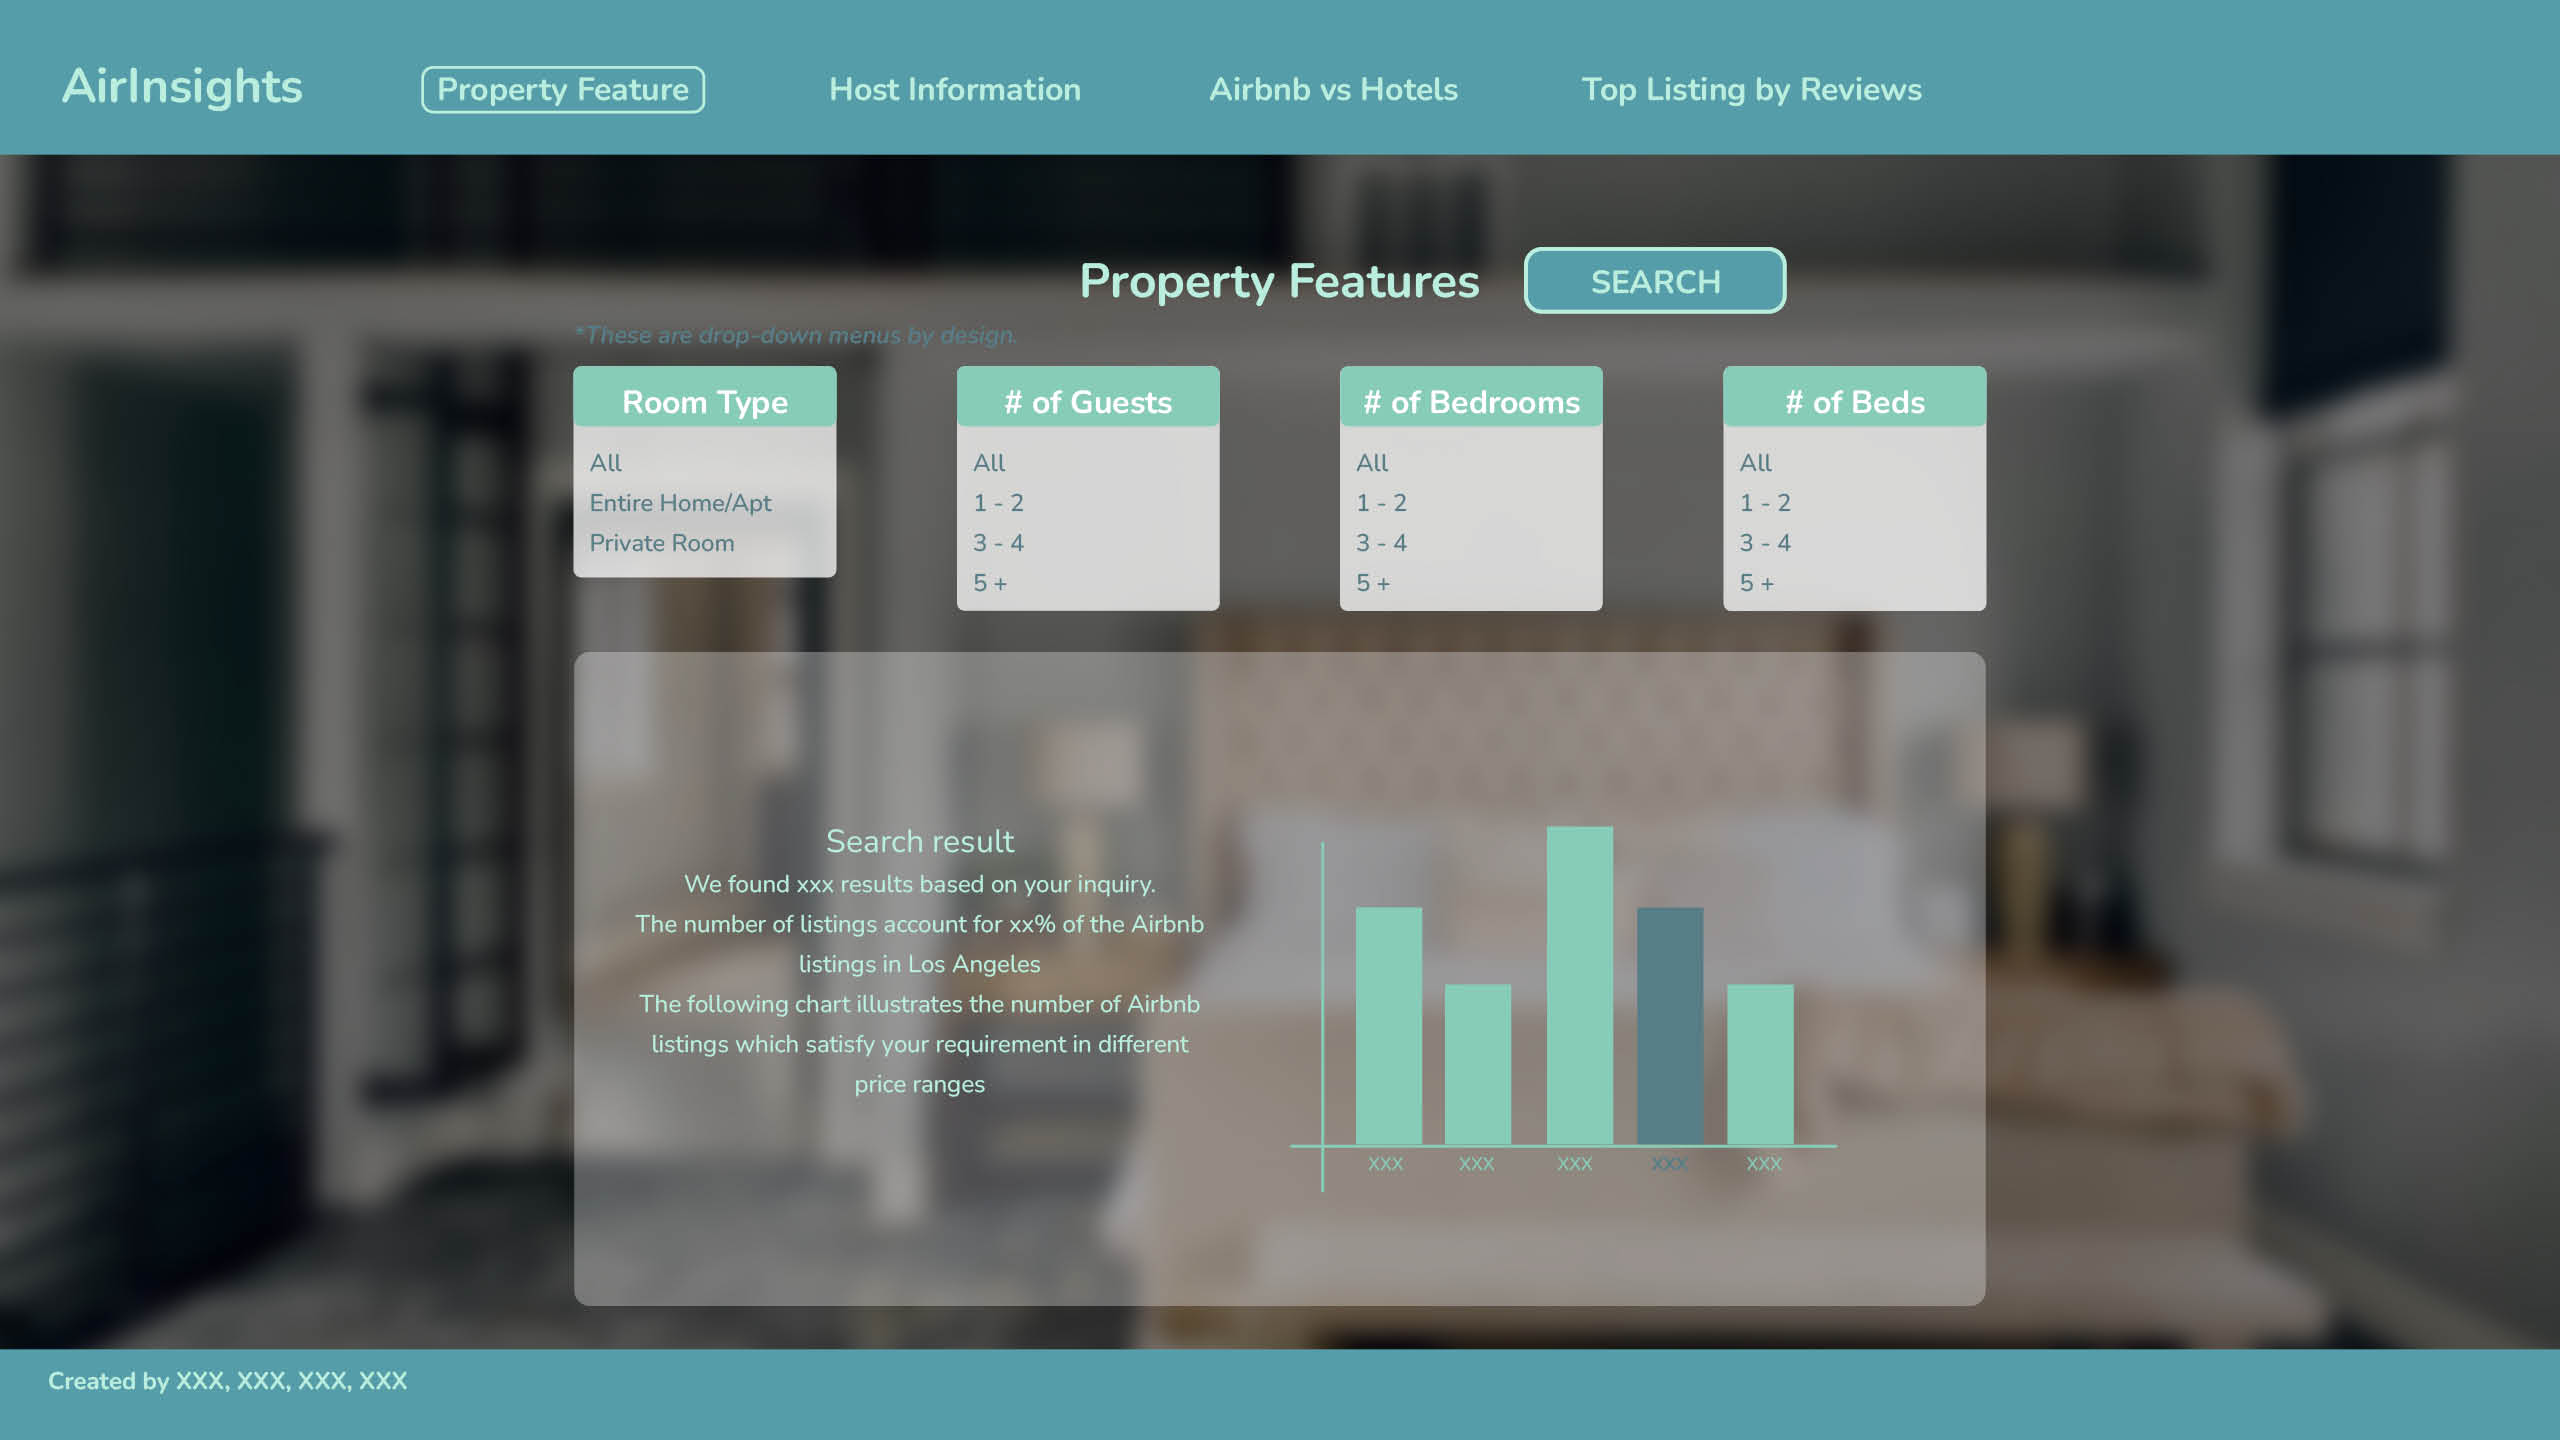 AirInsights
Property Feature
Host Information
Airbnb vs Hotels
Top Listing by Reviews
Property Features
SEARCH
*These are drop-down menus by design.
Room Type
All
Entire Home/Apt
Private Room
# of Guests
All
1 - 2
3 - 4
5 +
# of Bedrooms
All
1 - 2
3 - 4
5 +
# of Beds
All
1 - 2
3 - 4
5 +
Search result
We found xxx results based on your inquiry.
The number of listings account for xx% of the Airbnb
listings in Los Angeles
The following chart illustrates the number of Airbnb
listings which satisfy your requirement in different
price ranges
XXX XXX XXX XXX XXX
Created by XXX, XXX, XXX, XXX